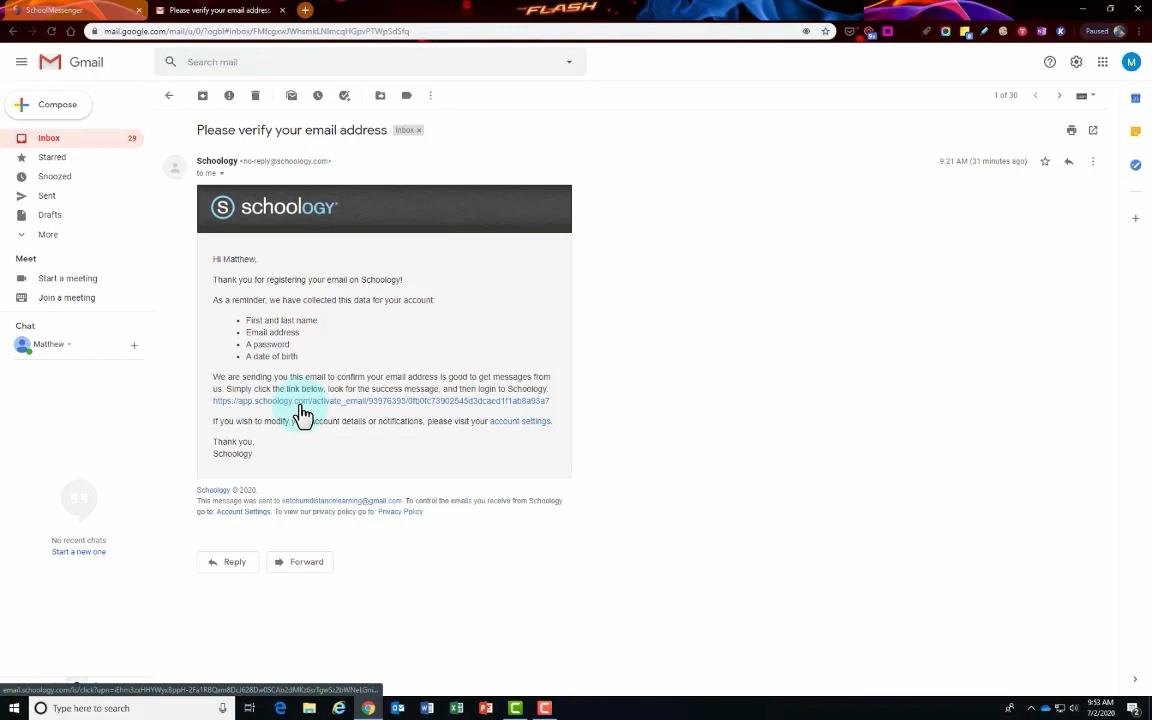 SchoolMessenger
Please verify your email address
FLASH
mail.google.com/mail/u/0/?ogbl#inbox/FMfcgxwJWhsmkLNlmcqHGpvPTWpSdSfq
Paused
Gmail
Search mail
M
Compose
1 of 30
Inbox 29
Starred
Snoozed
Sent
Drafts
More
Meet
Start a meeting
Join a meeting
Chat
Matthew
No recent chats
Start a new one
Please verify your email address Inbox x
Schoology <no-reply@schoology.com>
9:21 AM (31 minutes ago)
to me
S schoology
Hi Matthew,
Thank you for registering your email on Schoology!
As a reminder, we have collected this data for your account:
• First and last name
• Email address
• A password
• A date of birth
We are sending you this email to confirm your email address is good to get messages from
us. Simply click the link below, look for the success message, and then login to Schoology.
https://app.schoology.com/activate_email/93976393/0fb0fc73902545d3dcaed1f1ab8a93a7
If you wish to modify your account details or notifications, please visit your account settings.
Thank you,
Schoology
Schoology © 2020.
This message was sent to ketchumdistancelearning@gmail.com. To control the emails you receive from Schoology
go to: Account Settings. To view our privacy policy go to: Privacy Policy
Reply
Forward
Type here to search
9:53 AM
7/2/2020